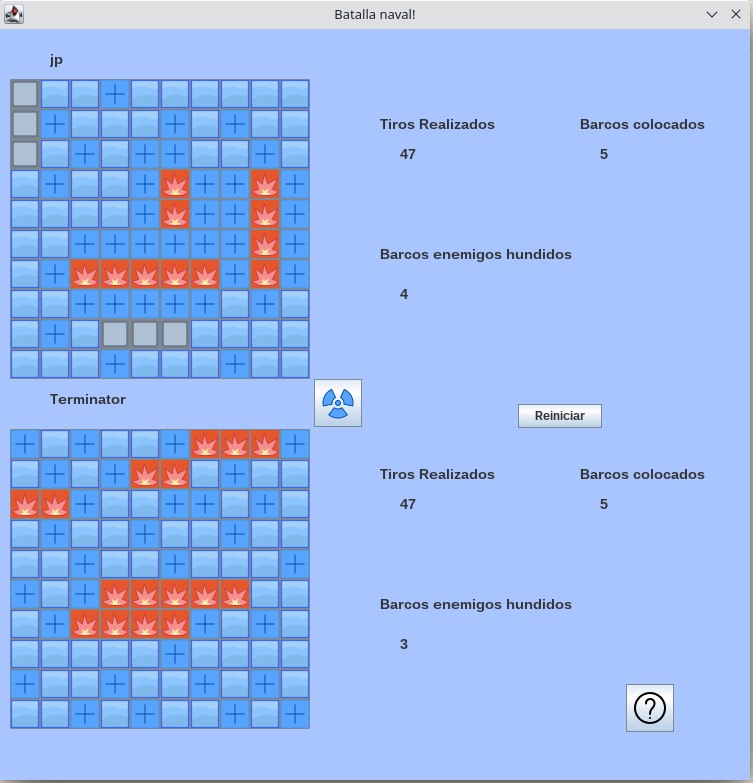 Batalla naval!
jp
Tiros Realizados
Barcos colocados
47
5
Barcos enemigos hundidos
4
Terminator
Reiniciar
Tiros Realizados
Barcos colocados
47
5
Barcos enemigos hundidos
3
?